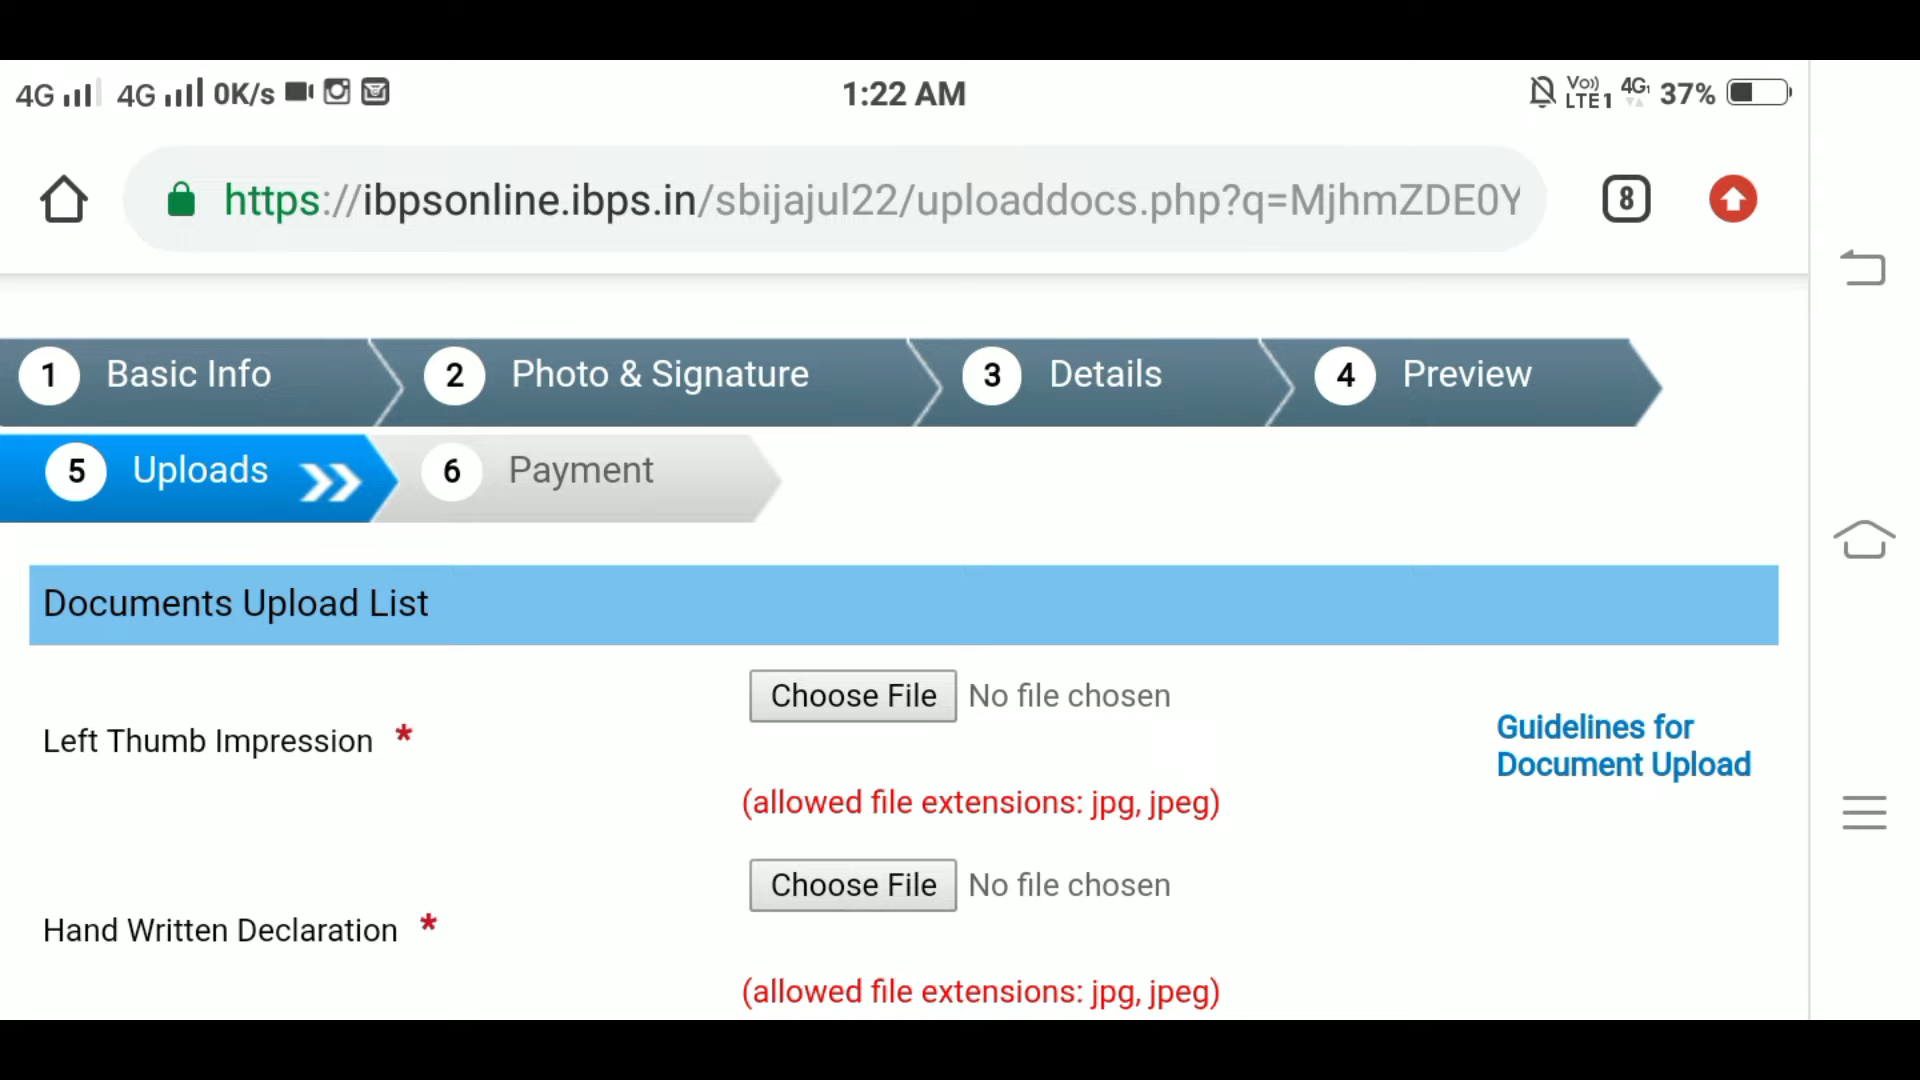 4G 4G 0K/s 1:22 AM Vo)) LTE1 4G 37%
https://ibpsonline.ibps.in/sbijajul22/uploaddocs.php?q=MjhmZDE0Y 8
1 Basic Info 2 Photo & Signature 3 Details 4 Preview
5 Uploads 6 Payment
Documents Upload List
Choose File No file chosen
Left Thumb Impression *
Guidelines for
Document Upload
(allowed file extensions: jpg, jpeg)
Choose File No file chosen
Hand Written Declaration *
(allowed file extensions: jpg, jpeg)